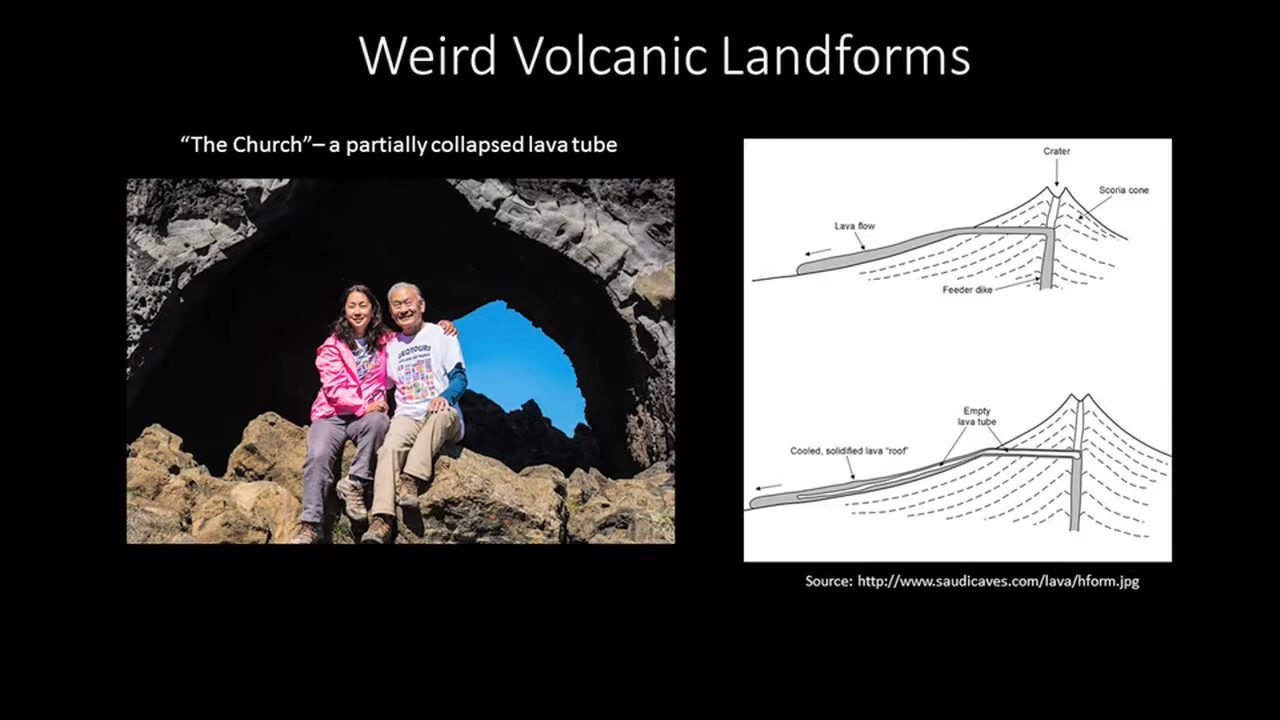 Weird Volcanic Landforms
“The Church”– a partially collapsed lava tube
GEOTOURS
Crater
Scoria cone
Lava flow
Feeder dike
Empty
lava tube
Cooled, solidified lava “roof”
Source: http://www.saudicaves.com/lava/hform.jpg